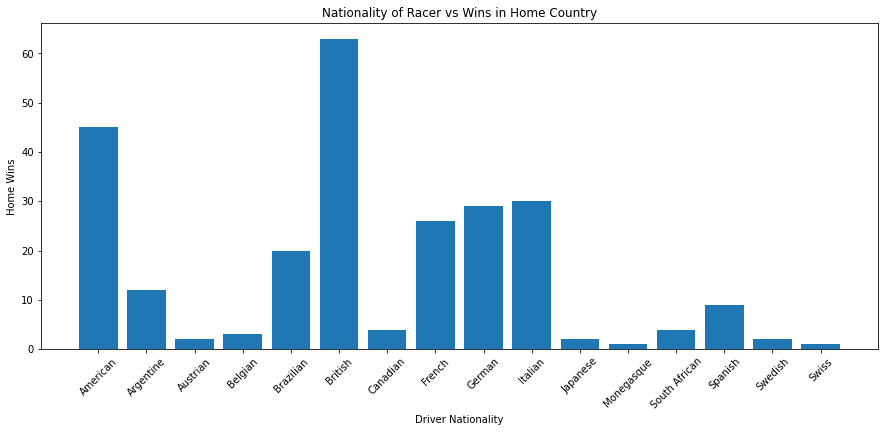 Nationality of Racer vs Wins in Home Country
Home Wins
60
50
40
30
20
10
0
American
Argentine
Austrian
Belgian
Brazilian
British
Canadian
French
German
Italian
Japanese
Monegasque
South African
Spanish
Swedish
Swiss
Driver Nationality